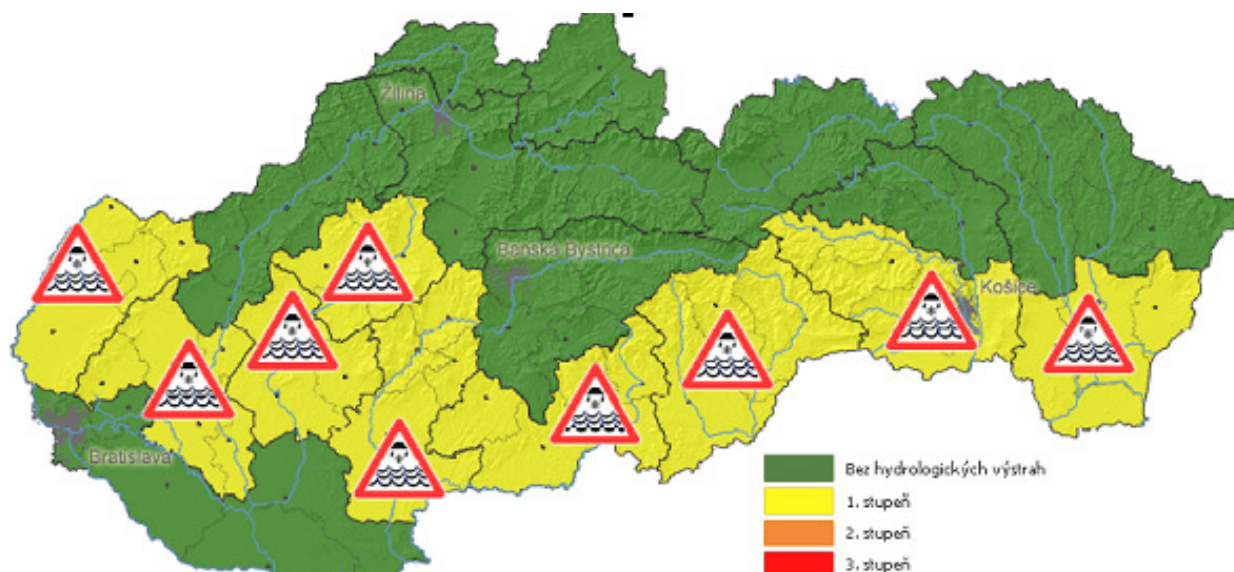 Žilina
Banská Bystrica
Košice
Bratislava
Bez hydrologických výstrah
1. stupeň
2. stupeň
3. stupeň